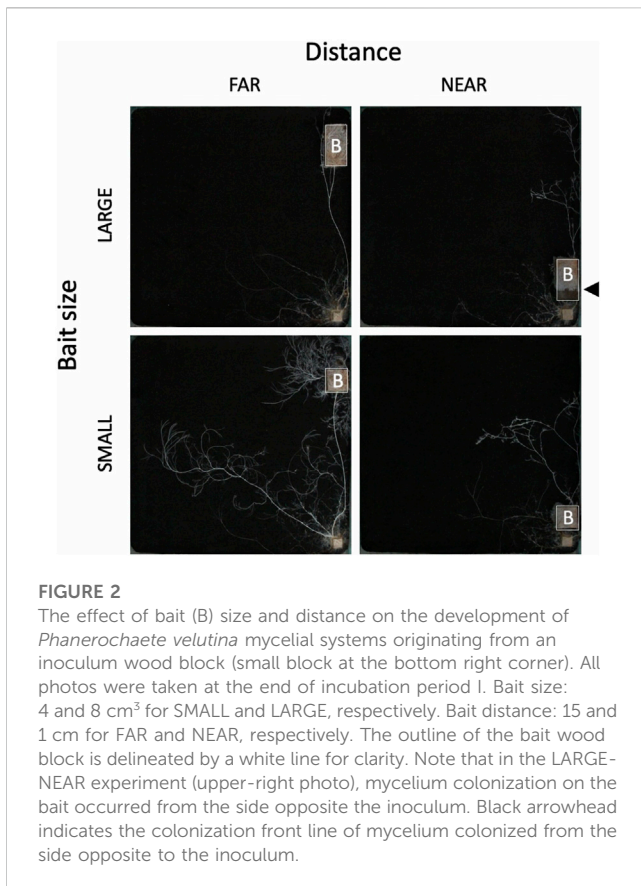 Distance
FAR
NEAR
LARGE
B
B
Bait size
SMALL
B
B
FIGURE 2
The effect of bait (B) size and distance on the development of
Phanerochaete velutina mycelial systems originating from an
inoculum wood block (small block at the bottom right corner). All
photos were taken at the end of incubation period I. Bait size:
4 and 8 cm³ for SMALL and LARGE, respectively. Bait distance: 15 and
1 cm for FAR and NEAR, respectively. The outline of the bait wood
block is delineated by a white line for clarity. Note that in the LARGE-
NEAR experiment (upper-right photo), mycelium colonization on the
bait occurred from the side opposite the inoculum. Black arrowhead
indicates the colonization front line of mycelium colonized from the
side opposite to the inoculum.